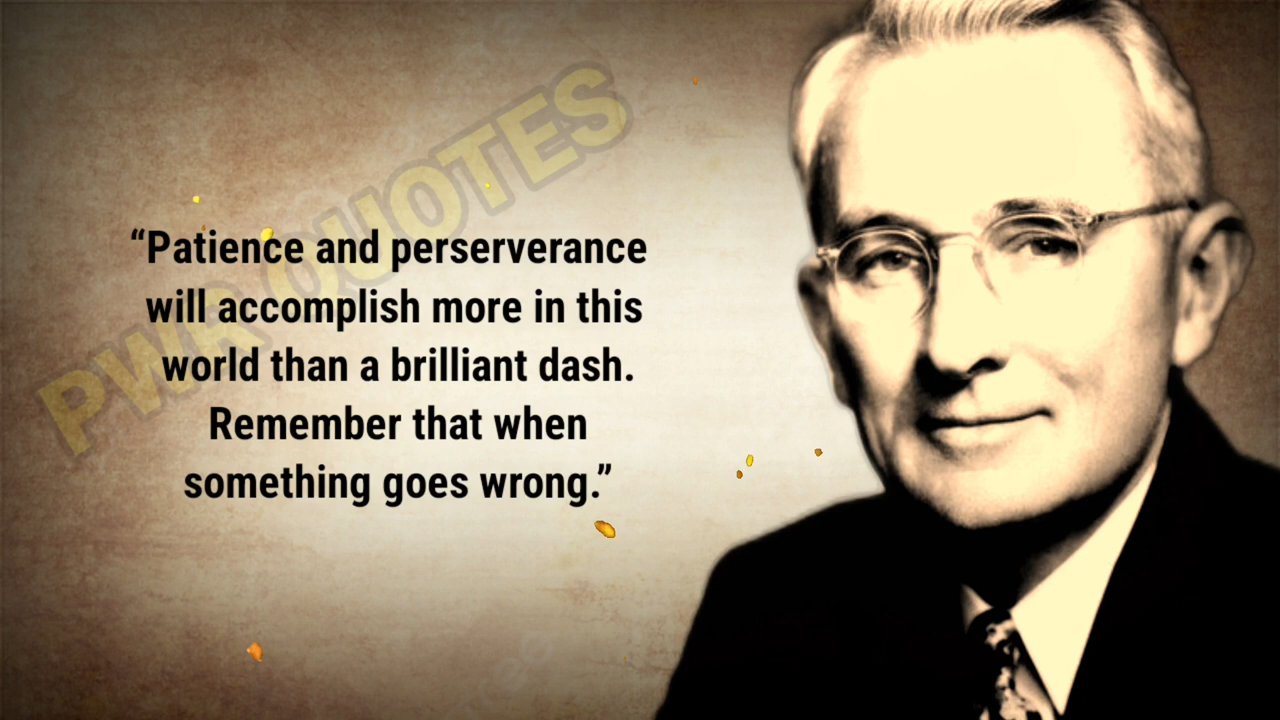 PWR QUOTES
“Patience and perserverance
will accomplish more in this
world than a brilliant dash.
Remember that when
something goes wrong.”